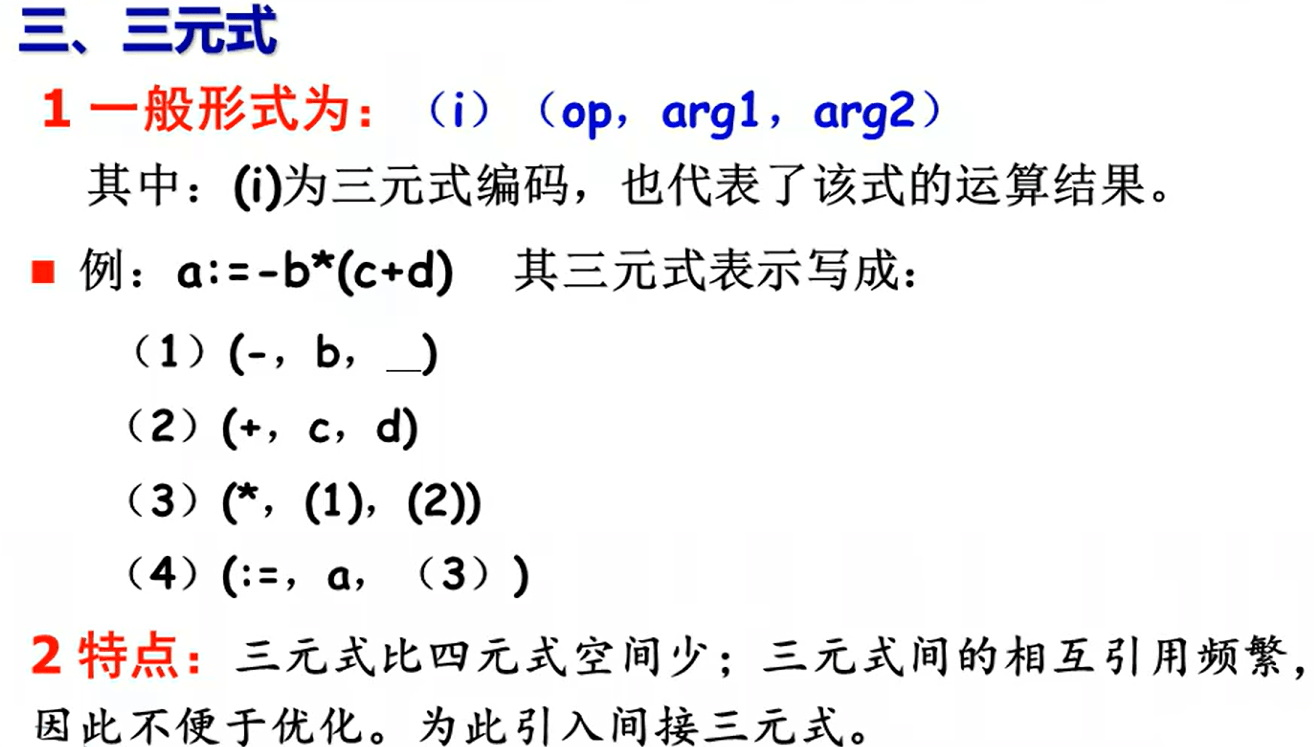 三、三元式
1 一般形式为：（i）（op，arg1，arg2）
其中：(i)为三元式编码，也代表了该式的运算结果。
例：a:=-b*(c+d) 其三元式表示写成：
（1）(-，b，__)
（2）(+，c，d)
（3）(*，(1)，(2))
（4）(:=，a，（3）)
2 特点：三元式比四元式空间少；三元式间的相互引用频繁，
因此不便于优化。为此引入间接三元式。